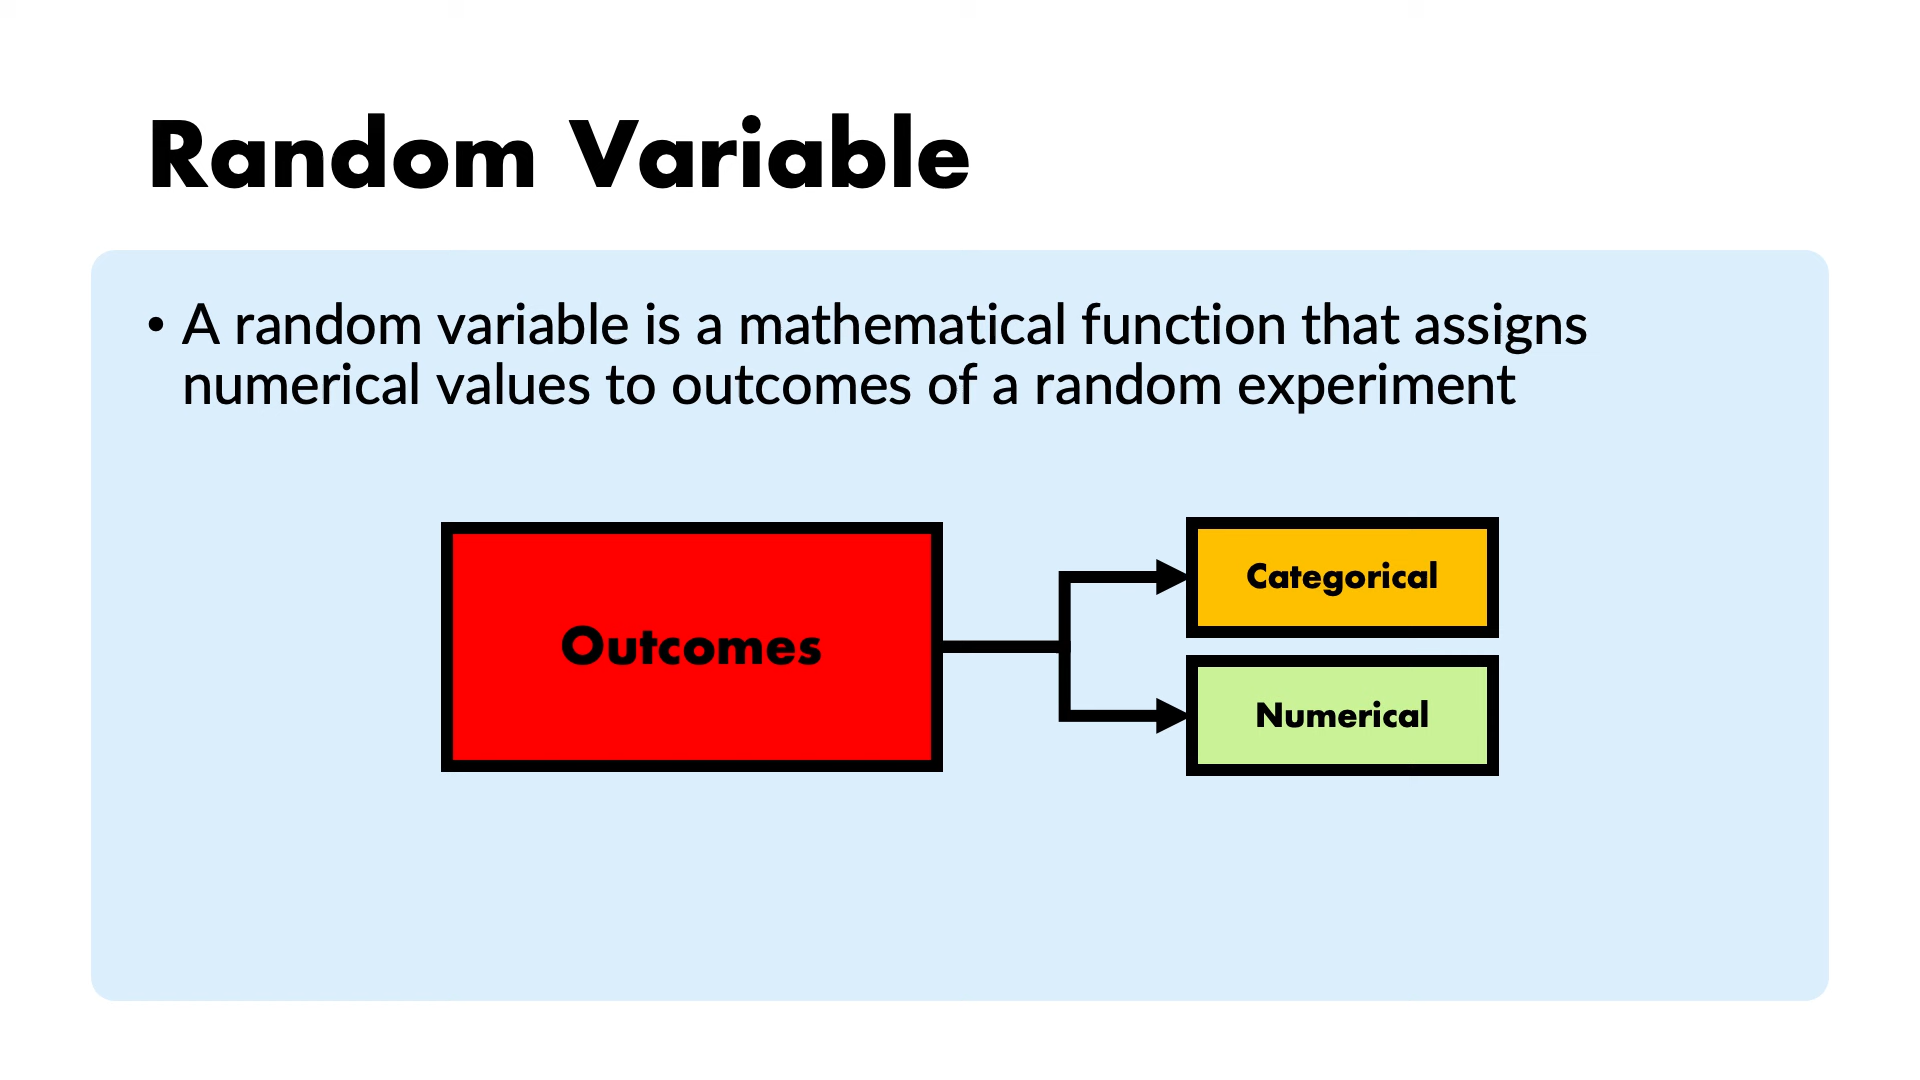 Random Variable
• A random variable is a mathematical function that assigns
numerical values to outcomes of a random experiment
Outcomes
Categorical
Numerical